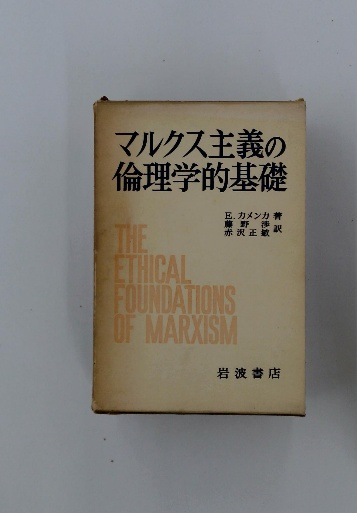 マルクス主義の
倫理学的基礎
E. カメンカ 著
藤野 渉
赤沢正敏 訳
THE
ETHICAL
FOUNDATIONS
OF MARXISM
岩波書店